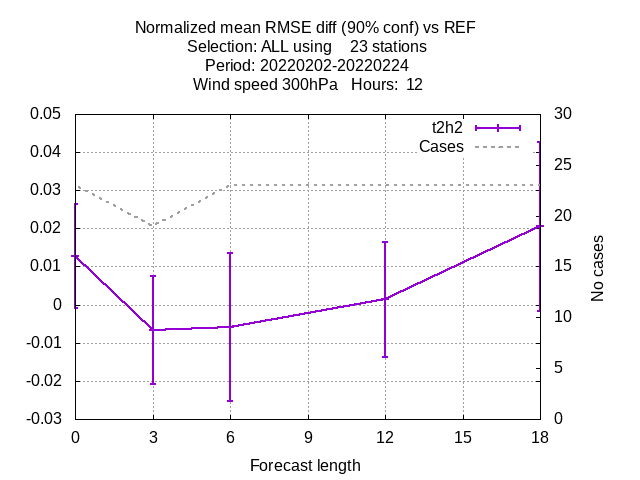 Normalized mean RMSE diff (90% conf) vs REF
Selection: ALL using    23 stations
Period: 20220202-20220224
Wind speed 300hPa   Hours:  12
t2h2
Cases
0.05
0.04
0.03
0.02
0.01
0
-0.01
-0.02
-0.03
30
25
20
15
10
5
0
No cases
0 3 6 9 12 15 18
Forecast length